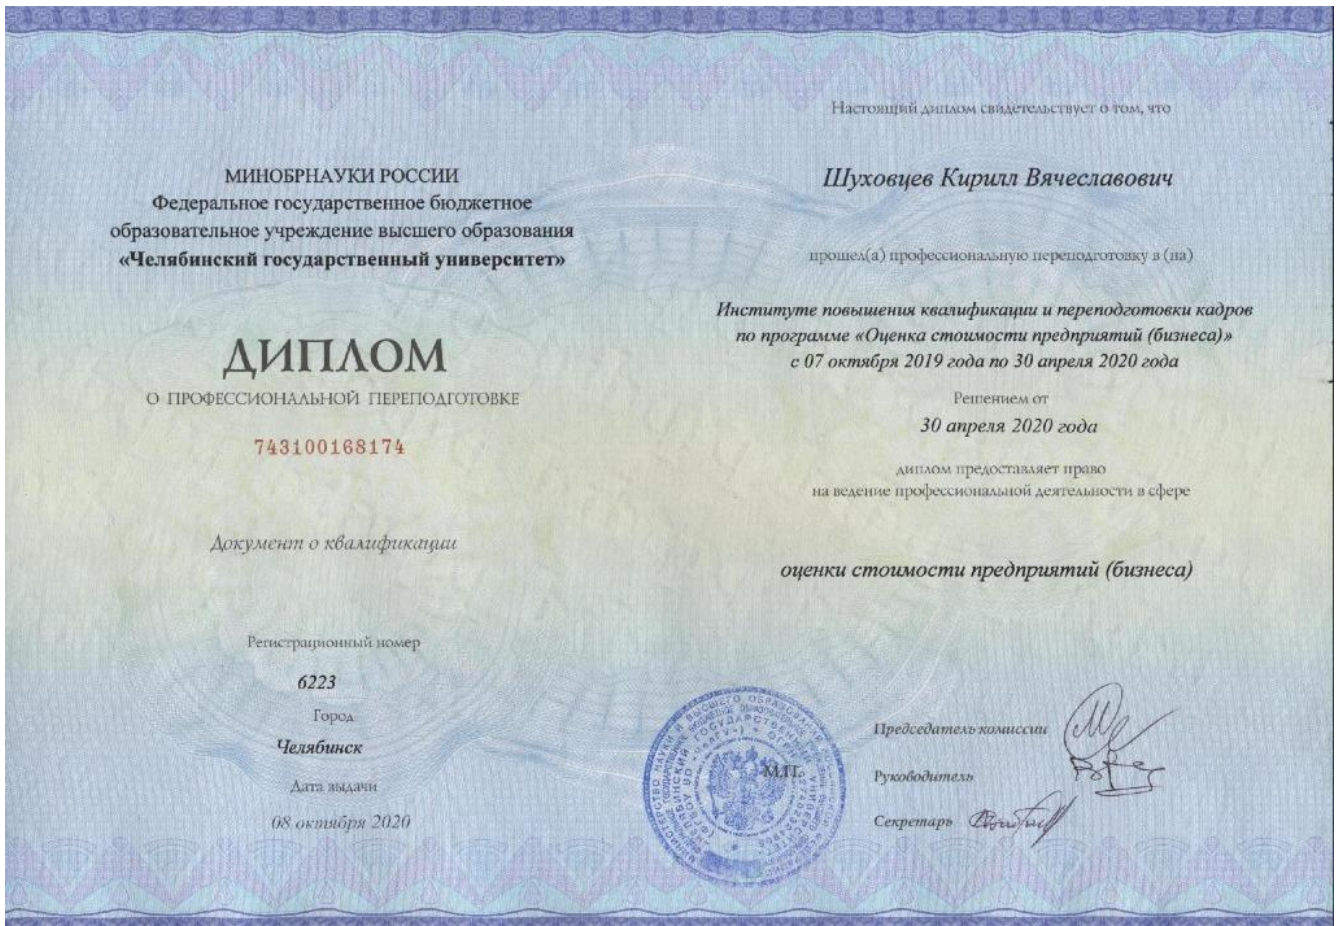 МИНОБРНАУКИ РОССИИ
Федеральное государственное бюджетное
образовательное учреждение высшего образования
«Челябинский государственный университет»
ДИПЛОМ
О ПРОФЕССИОНАЛЬНОЙ ПЕРЕПОДГОТОВКЕ
743100168174
Документ о квалификации
Регистрационный номер
6223
Город
Челябинск
Дата выдачи
08 октября 2020
Настоящий диплом свидетельствует о том, что
Шуховцев Кирилл Вячеславович
прошел(а) профессиональную переподготовку в (на)
Институте повышения квалификации и переподготовки кадров
по программе «Оценка стоимости предприятий (бизнеса)»
с 07 октября 2019 года по 30 апреля 2020 года
Решением от
30 апреля 2020 года
диплом предоставляет право
на ведение профессиональной деятельности в сфере
оценки стоимости предприятий (бизнеса)
М.П.
Председатель комиссии
Руководитель
Секретарь